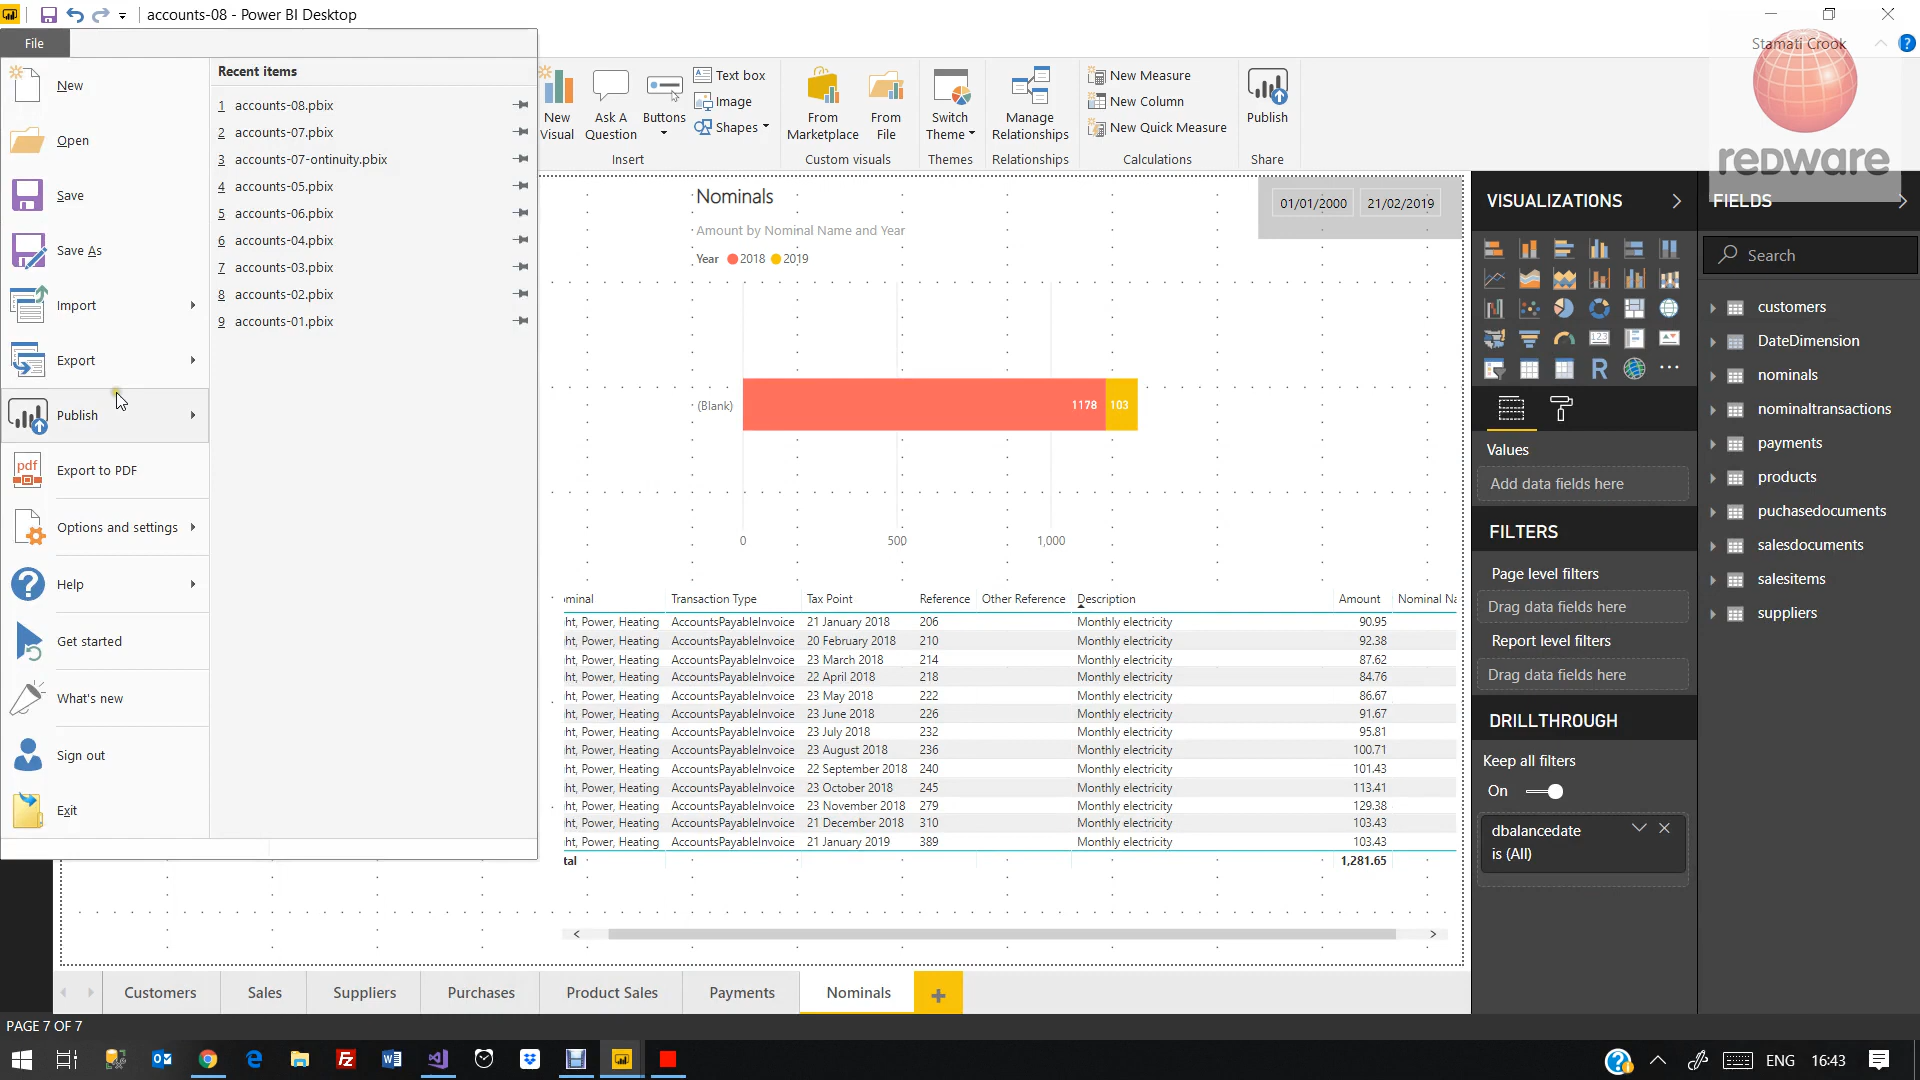 accounts-08 - Power BI Desktop
Stamati Crook
redware
File
New
Open
Save
Save As
Import
Export
Publish
pdf
Export to PDF
Options and settings
Help
Get started
What's new
Sign out
Exit
Recent items
1 accounts-08.pbix
2 accounts-07.pbix
3 accounts-07-ontinuity.pbix
4 accounts-05.pbix
5 accounts-06.pbix
6 accounts-04.pbix
7 accounts-03.pbix
8 accounts-02.pbix
9 accounts-01.pbix
New Visual
Ask A Question
Buttons
Text box
Image
Shapes
Insert
From Marketplace
From File
Custom visuals
Switch Theme
Themes
Manage Relationships
Relationships
New Measure
New Column
New Quick Measure
Calculations
Publish
Share
Nominals
Amount by Nominal Name and Year
Year 2018 2019
01/01/2000 21/02/2019
(Blank) 1178 103
0 500 1,000
ominal Transaction Type Tax Point Reference Other Reference Description Amount Nominal Na
ht, Power, Heating AccountsPayableInvoice 21 January 2018 206 Monthly electricity 90.95
ht, Power, Heating AccountsPayableInvoice 20 February 2018 210 Monthly electricity 92.38
ht, Power, Heating AccountsPayableInvoice 23 March 2018 214 Monthly electricity 87.62
ht, Power, Heating AccountsPayableInvoice 22 April 2018 218 Monthly electricity 84.76
ht, Power, Heating AccountsPayableInvoice 23 May 2018 222 Monthly electricity 86.67
ht, Power, Heating AccountsPayableInvoice 23 June 2018 226 Monthly electricity 91.67
ht, Power, Heating AccountsPayableInvoice 23 July 2018 232 Monthly electricity 95.81
ht, Power, Heating AccountsPayableInvoice 23 August 2018 236 Monthly electricity 100.71
ht, Power, Heating AccountsPayableInvoice 22 September 2018 240 Monthly electricity 101.43
ht, Power, Heating AccountsPayableInvoice 23 October 2018 245 Monthly electricity 113.41
ht, Power, Heating AccountsPayableInvoice 23 November 2018 279 Monthly electricity 129.38
ht, Power, Heating AccountsPayableInvoice 21 December 2018 310 Monthly electricity 103.43
ht, Power, Heating AccountsPayableInvoice 21 January 2019 389 Monthly electricity 103.43
tal 1,281.65
VISUALIZATIONS
R
123
Values
Add data fields here
FILTERS
Page level filters
Drag data fields here
Report level filters
Drag data fields here
DRILLTHROUGH
Keep all filters
On
dbalancedate
is (All)
FIELDS
Search
customers
DateDimension
nominals
nominaltransactions
payments
products
puchasedocuments
salesdocuments
salesitems
suppliers
Customers Sales Suppliers Purchases Product Sales Payments Nominals
PAGE 7 OF 7
ENG 16:43